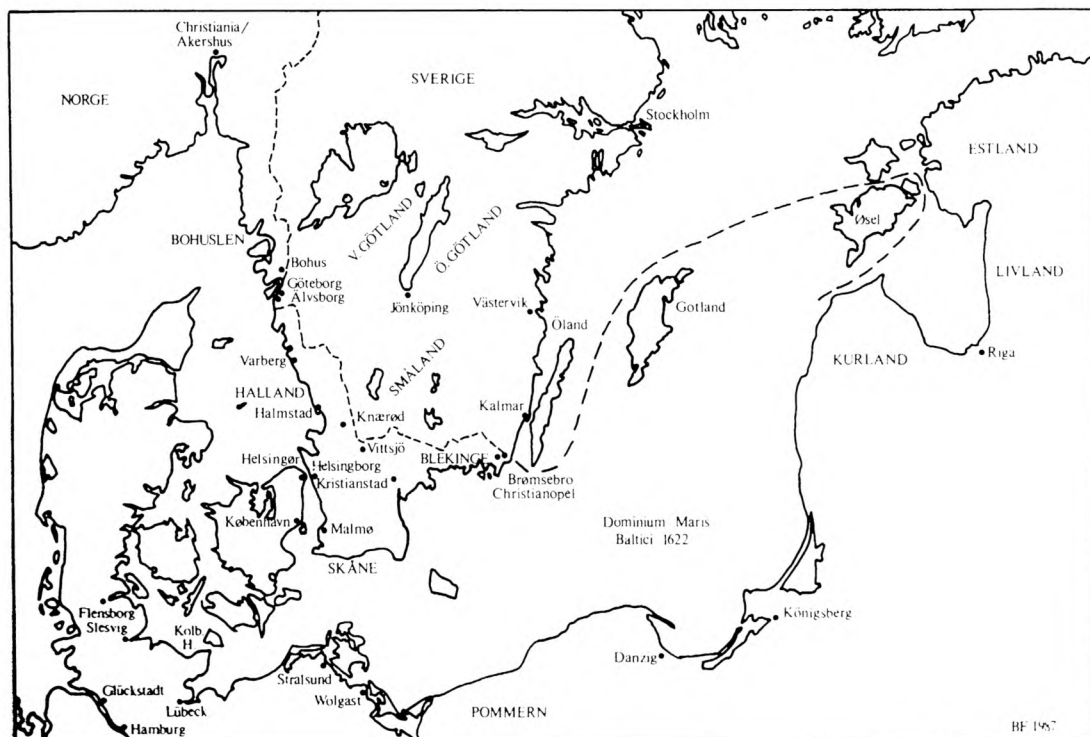 Christiania/
Akershus
NORGE
SVERIGE
Stockholm
ESTLAND
Øsel
V. GÖTLAND
Ö. GÖTLAND
BOHUSLEN
Bohus
Göteborg
Älvsborg
Jönköping
Västervik
Öland
Gotland
LIVLAND
KURLAND
Riga
Varberg
SMÅLAND
HALLAND
Halmstad
Knærød
Kalmar
Vittsjö
BLEKINGE
Helsingør
Helsingborg
Kristianstad
Brømsebro
Christianopel
København
Malmø
Dominium Maris
Baltici 1622
SKÅNE
Flensborg
Slesvig
Kolb.
H
Königsberg
Danzig
Stralsund
Wolgast
Glückstadt
Lübeck
Hamburg
POMMERN
BF 1987